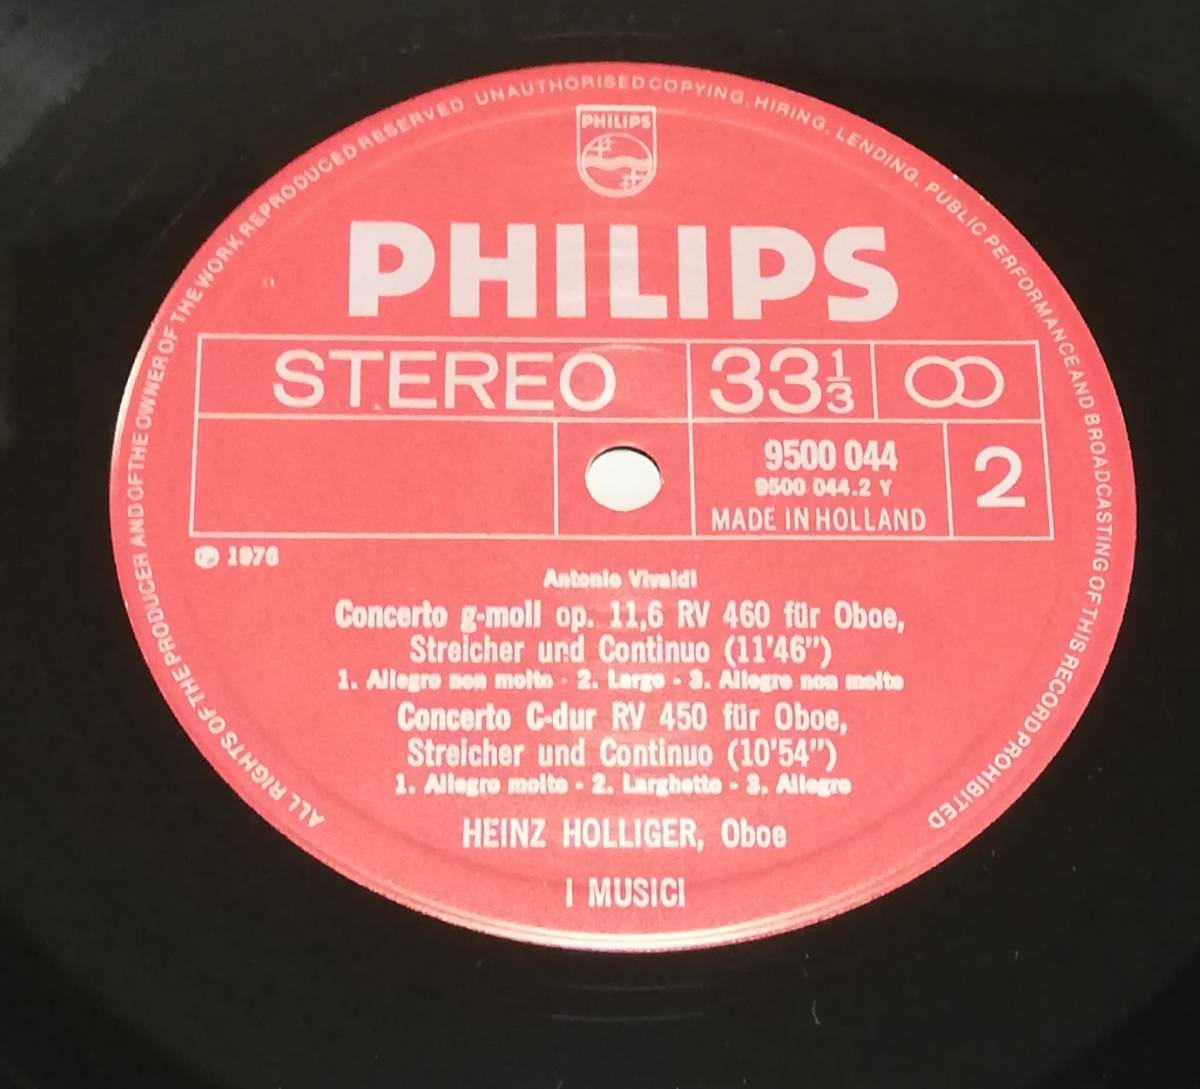 ALL RIGHTS OF THE PRODUCER AND OF THE OWNER OF THE WORK REPRODUCED RESERVED UNAUTHORISED COPYING, HIRING, LENDING, PUBLIC PERFORMANCE AND BROADCASTING OF THIS RECORD PROHIBITED
PHILIPS
PHILIPS
STEREO 33 1/3
9500 044
9500 044.2 Y
MADE IN HOLLAND
2
℗ 1976
Antonio Vivaldi
Concerto g-moll op. 11,6 RV 460 für Oboe,
Streicher und Continuo (11'46")
1. Allegro non molto - 2. Largo - 3. Allegro non molto
Concerto C-dur RV 450 für Oboe,
Streicher und Continuo (10'54")
1. Allegro molto - 2. Larghetto - 3. Allegro
HEINZ HOLLIGER, Oboe
I MUSICI